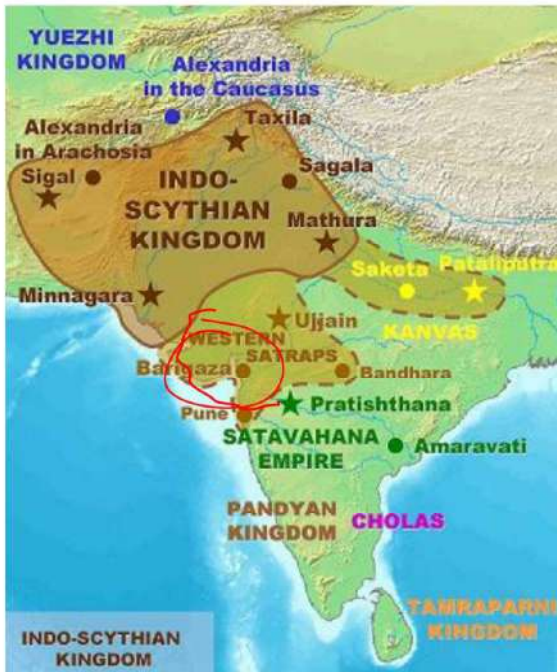 YUEZHI
KINGDOM
Alexandria
in the Caucasus
Taxila
Alexandria
in Arachosia
Sigal
Sagala
INDO-
SCYTHIAN
KINGDOM
Mathura
Minnagara
Saketa
Pataliputra
KANVAS
Ujjain
WESTERN
SATRAPS
Barigaza
Bandhara
Pune
Pratishthana
SATAVAHANA
EMPIRE
Amaravati
PANDYAN
KINGDOM
CHOLAS
TAMRAPARNI
KINGDOM
INDO-SCYTHIAN
KINGDOM